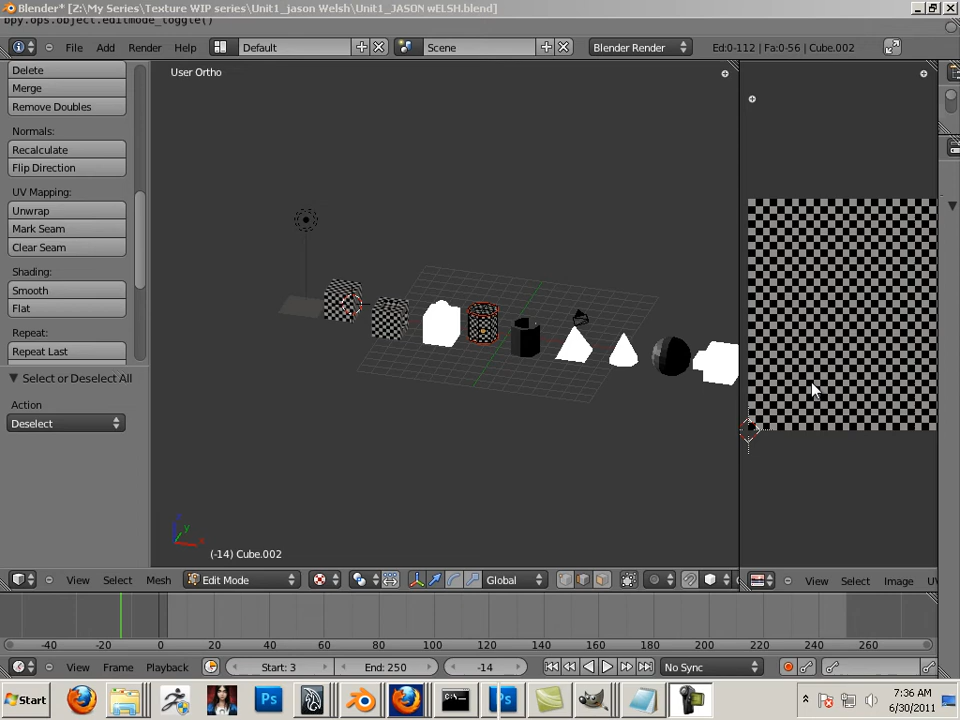 Blender* [Z:\My Series\Texture WIP series\Unit1_jason Welsh\Unit1_JASON wELSH.blend]
bpy.ops.object.editmode_toggle()
File Add Render Help Default Scene Blender Render Ed:0-112 | Fa:0-56 | Cube.002
Delete
Merge
Remove Doubles
Normals:
Recalculate
Flip Direction
UV Mapping:
Unwrap
Mark Seam
Clear Seam
Shading:
Smooth
Flat
Repeat:
Repeat Last
Select or Deselect All
Action
Deselect
User Ortho
(-14) Cube.002
View Select Mesh Edit Mode Global
View Select Image UV
-40 -20 0 20 40 60 80 100 120 140 160 180 200 220 240 260
View Frame Playback Start: 3 End: 250 -14 No Sync
Start Ps Ps 7:36 AM
6/30/2011